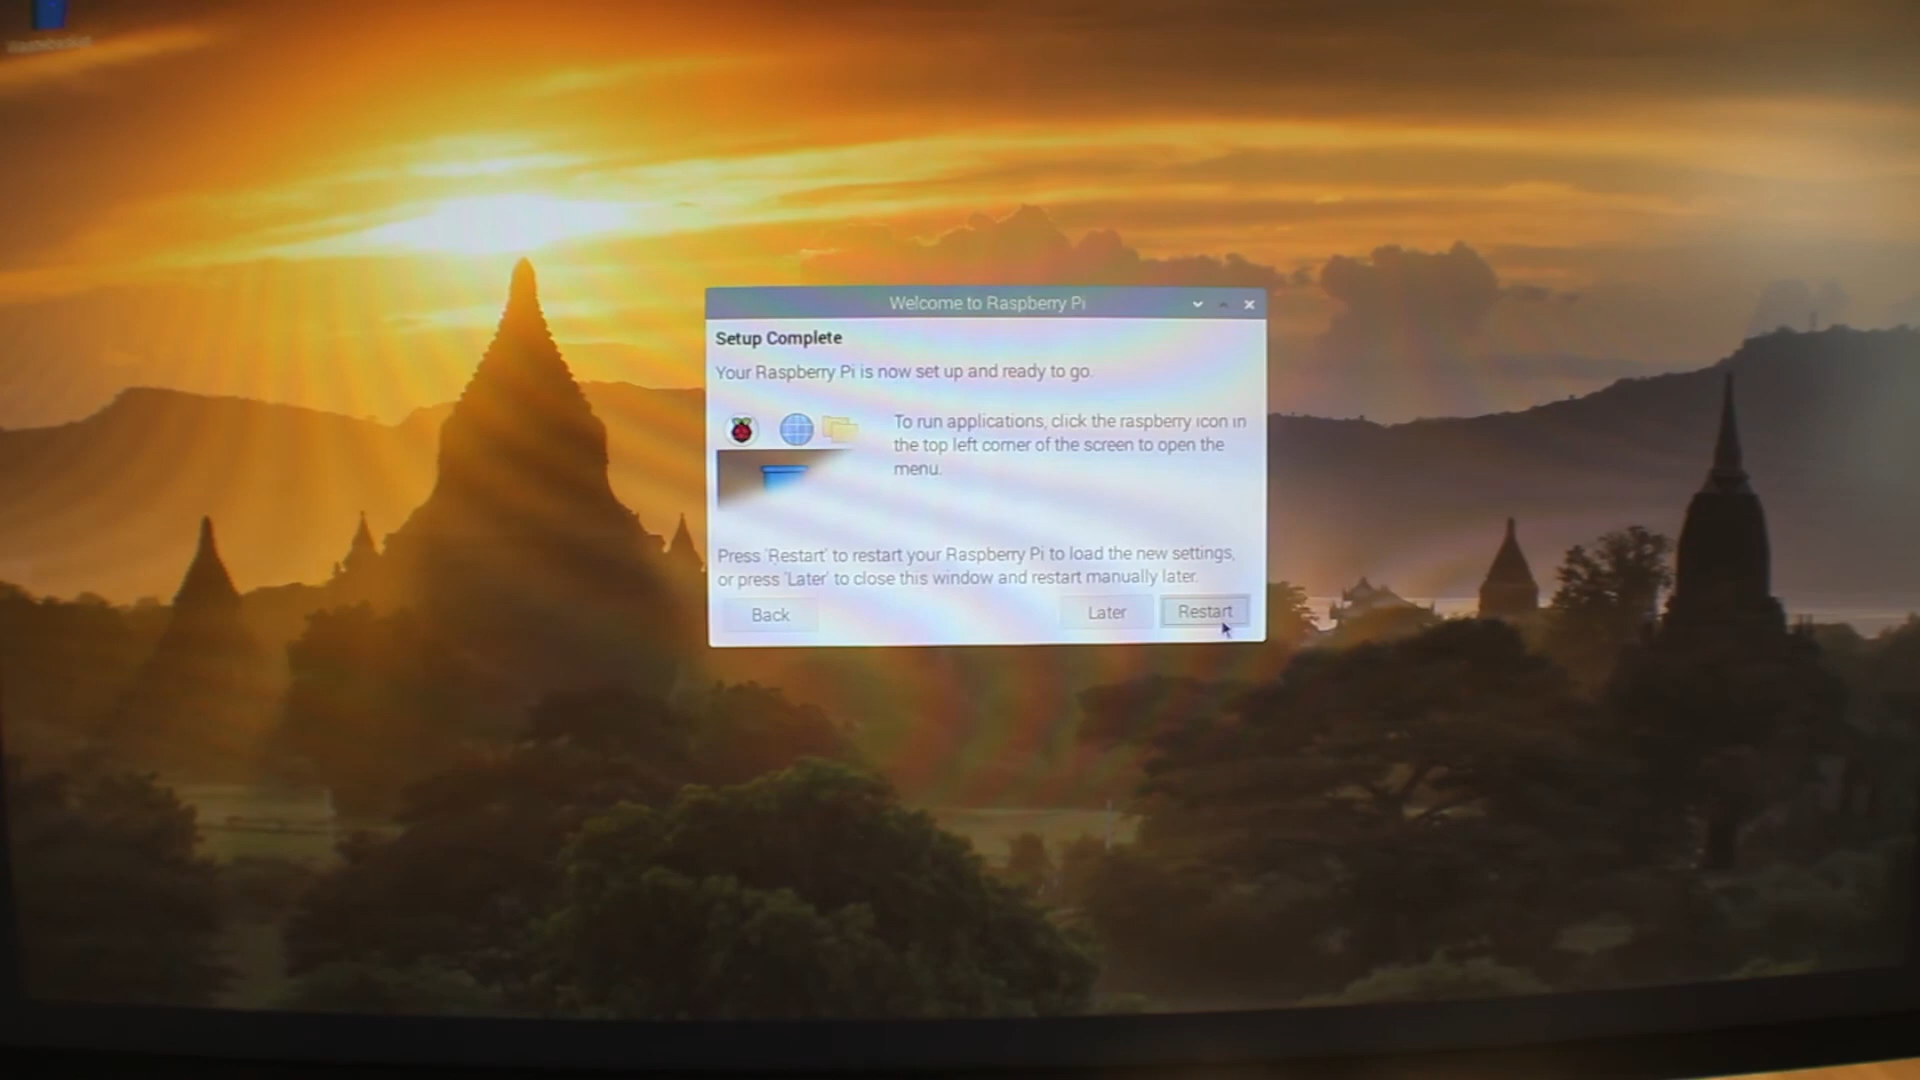 Wastebasket
Welcome to Raspberry Pi
Setup Complete
Your Raspberry Pi is now set up and ready to go.
To run applications, click the raspberry icon in
the top left corner of the screen to open the
menu.
Press 'Restart' to restart your Raspberry Pi to load the new settings,
or press 'Later' to close this window and restart manually later.
Back
Later
Restart